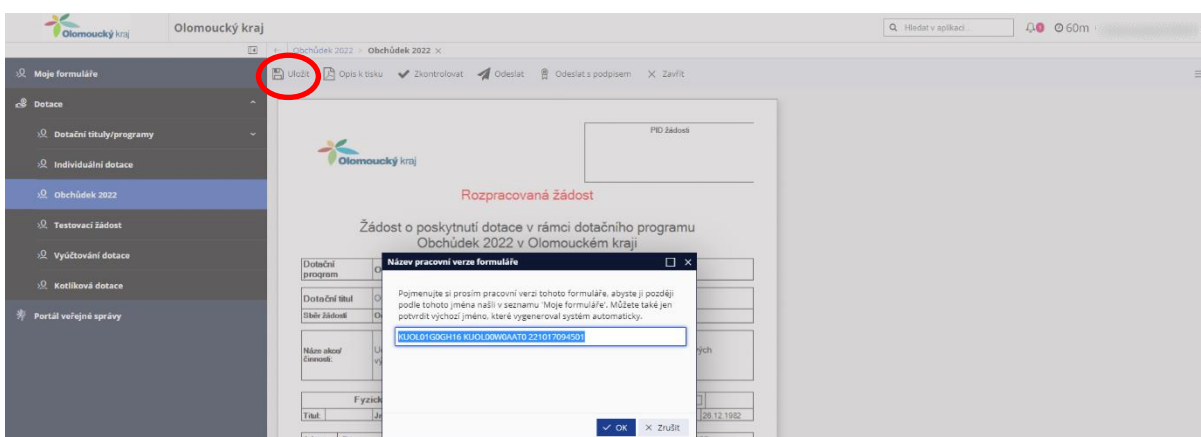 Olomoucký kraj
Olomoucký kraj
Hledat v aplikaci...
0
60m
Obchůdek 2022 > Obchůdek 2022 ×
Moje formuláře
Uložit
Opis k tisku
Zkontrolovat
Odeslat
Odeslat s podpisem
Zavřít
Dotace
Dotační tituly/programy
Individuální dotace
Obchůdek 2022
Testovací žádost
Vyúčtování dotace
Kotlíková dotace
Portál veřejné správy
PID žádosti
Olomoucký kraj
Rozpracovaná žádost
Žádost o poskytnutí dotace v rámci dotačního programu
Obchůdek 2022 v Olomouckém kraji
Dotační
program
Dotační titul
Sběr žádostí
Název akce/
činnosti:
Fyzick
Titul:
26.12.1982
Název pracovní verze formuláře
Pojmenujte si prosím pracovní verzi tohoto formuláře, abyste ji později
podle tohoto jména našli v seznamu 'Moje formuláře'. Můžete také jen
potvrdit výchozí jméno, které vygeneroval systém automaticky.
KUOL01G0GH16 KUOL00W0AAT0 221017094501
OK
Zrušit